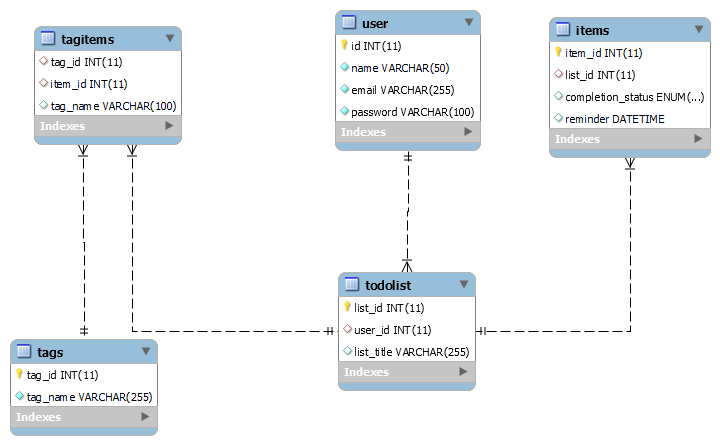 tagitems
tag_id INT(11)
item_id INT(11)
tag_name VARCHAR(100)
Indexes
user
id INT(11)
name VARCHAR(50)
email VARCHAR(255)
password VARCHAR(100)
Indexes
items
item_id INT(11)
list_id INT(11)
completion_status ENUM(...)
reminder DATETIME
Indexes
todolist
list_id INT(11)
user_id INT(11)
list_title VARCHAR(255)
Indexes
tags
tag_id INT(11)
tag_name VARCHAR(255)
Indexes